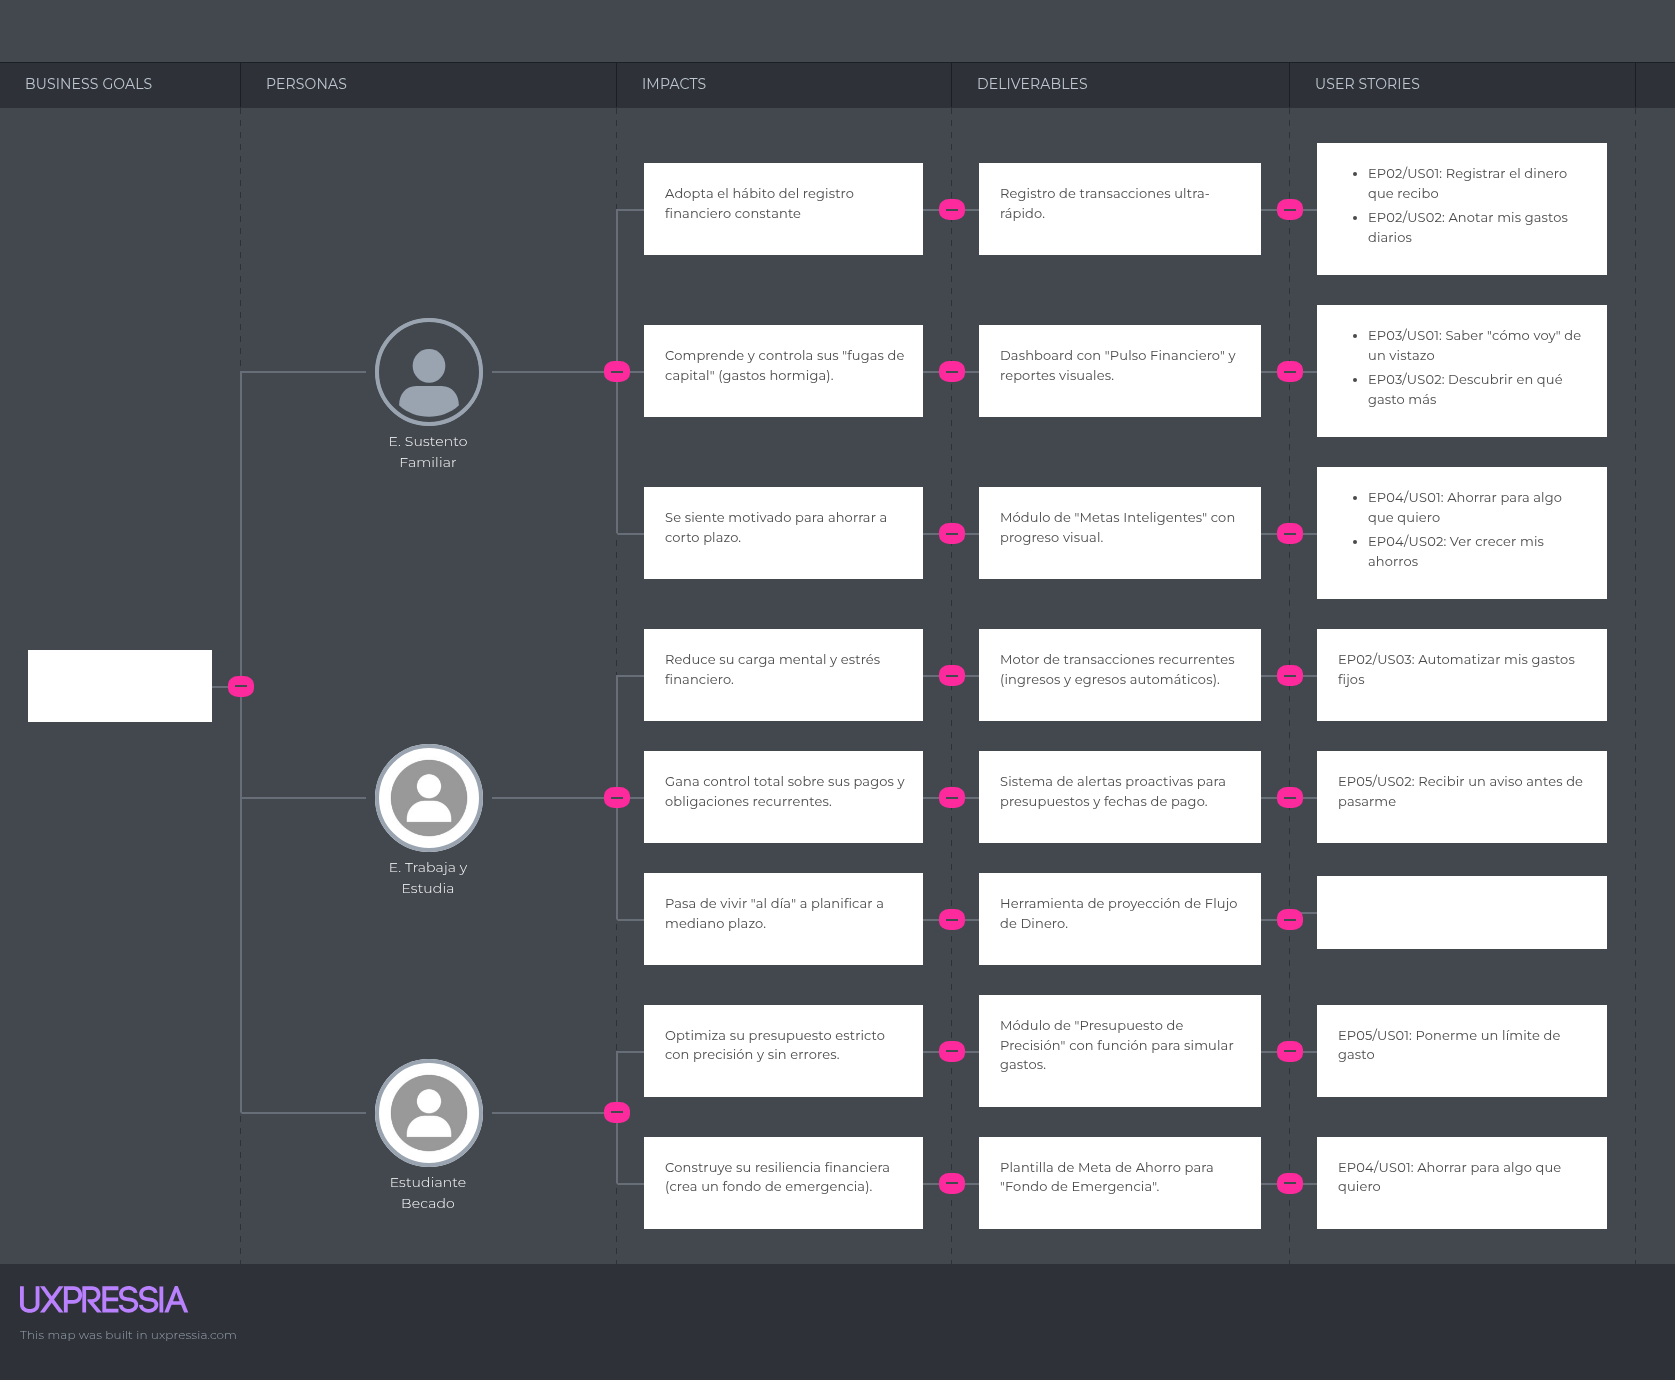 BUSINESS GOALS
PERSONAS
IMPACTS
DELIVERABLES
USER STORIES
E. Sustento
Familiar
Adopta el hábito del registro
financiero constante
Registro de transacciones ultra-
rápido.
• EP02/US01: Registrar el dinero
que recibo
• EP02/US02: Anotar mis gastos
diarios
Comprende y controla sus "fugas de
capital" (gastos hormiga).
Dashboard con "Pulso Financiero" y
reportes visuales.
• EP03/US01: Saber "cómo voy" de
un vistazo
• EP03/US02: Descubrir en qué
gasto más
Se siente motivado para ahorrar a
corto plazo.
Módulo de "Metas Inteligentes" con
progreso visual.
• EP04/US01: Ahorrar para algo
que quiero
• EP04/US02: Ver crecer mis
ahorros
E. Trabaja y
Estudia
Reduce su carga mental y estrés
financiero.
Motor de transacciones recurrentes
(ingresos y egresos automáticos).
EP02/US03: Automatizar mis gastos
fijos
Gana control total sobre sus pagos y
obligaciones recurrentes.
Sistema de alertas proactivas para
presupuestos y fechas de pago.
EP05/US02: Recibir un aviso antes de
pasarme
Pasa de vivir "al día" a planificar a
mediano plazo.
Herramienta de proyección de Flujo
de Dinero.
Estudiante
Becado
Optimiza su presupuesto estricto
con precisión y sin errores.
Módulo de "Presupuesto de
Precisión" con función para simular
gastos.
EP05/US01: Ponerme un límite de
gasto
Construye su resiliencia financiera
(crea un fondo de emergencia).
Plantilla de Meta de Ahorro para
"Fondo de Emergencia".
EP04/US01: Ahorrar para algo que
quiero
UXPRESSIA
This map was built in uxpressia.com